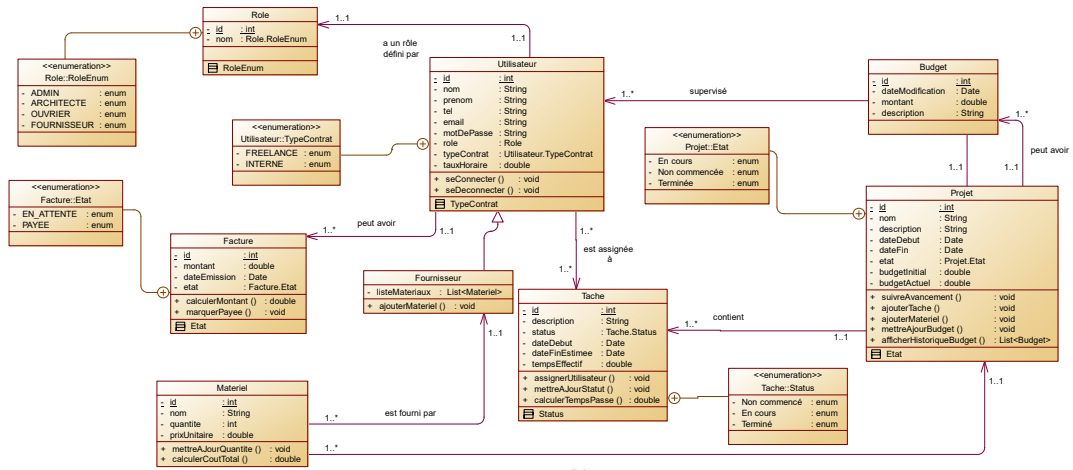 Role
- id : int
- nom : Role.RoleEnum
RoleEnum
<<enumeration>>
Role::RoleEnum
- ADMIN : enum
- ARCHITECTE : enum
- OUVRIER : enum
- FOURNISSEUR : enum
1..1
1..1
a un rôle
défini par
Utilisateur
- id : int
- nom : String
- prenom : String
- tel : String
- email : String
- motDePasse : String
- role : Role
- typeContrat : Utilisateur.TypeContrat
- tauxHoraire : double
+ seConnecter () : void
+ seDeconnecter () : void
TypeContrat
<<enumeration>>
Utilisateur::TypeContrat
- FREELANCE : enum
- INTERNE : enum
1..*
supervisé
Budget
- id : int
- dateModification : Date
- montant : double
- description : String
1..*
1..1
1..1
peut avoir
<<enumeration>>
Projet::Etat
- En cours : enum
- Non commencée : enum
- Terminée : enum
Projet
- id : int
- nom : String
- description : String
- dateDebut : Date
- dateFin : Date
- etat : Projet.Etat
- budgetInitial : double
- budgetActuel : double
+ suivreAvancement () : void
+ ajouterTache () : void
+ ajouterMateriel () : void
+ mettreAjourBudget () : void
+ afficherHistoriqueBudget () : List<Budget>
Etat
<<enumeration>>
Facture::Etat
- EN_ATTENTE : enum
- PAYEE : enum
1..*
peut avoir
1..1
Facture
- id : int
- montant : double
- dateEmission : Date
- etat : Facture.Etat
+ calculerMontant () : double
+ marquerPayee () : void
Etat
Fournisseur
- listeMateriaux : List<Materiel>
+ ajouterMateriel () : void
1..1
1..*
est assignée
à
1..*
Tache
- id : int
- description : String
- status : Tache.Status
- dateDebut : Date
- dateFinEstimee : Date
- tempsEffectif : double
+ assignerUtilisateur () : void
+ mettreAJourStatut () : void
+ calculerTempsPasse () : double
Status
1..*
contient
1..1
<<enumeration>>
Tache::Status
- Non commencé : enum
- En cours : enum
- Terminé : enum
1..1
Materiel
- id : int
- nom : String
- quantite : int
- prixUnitaire : double
+ mettreAJourQuantite () : void
+ calculerCoutTotal () : double
1..*
est fourni par
1..*